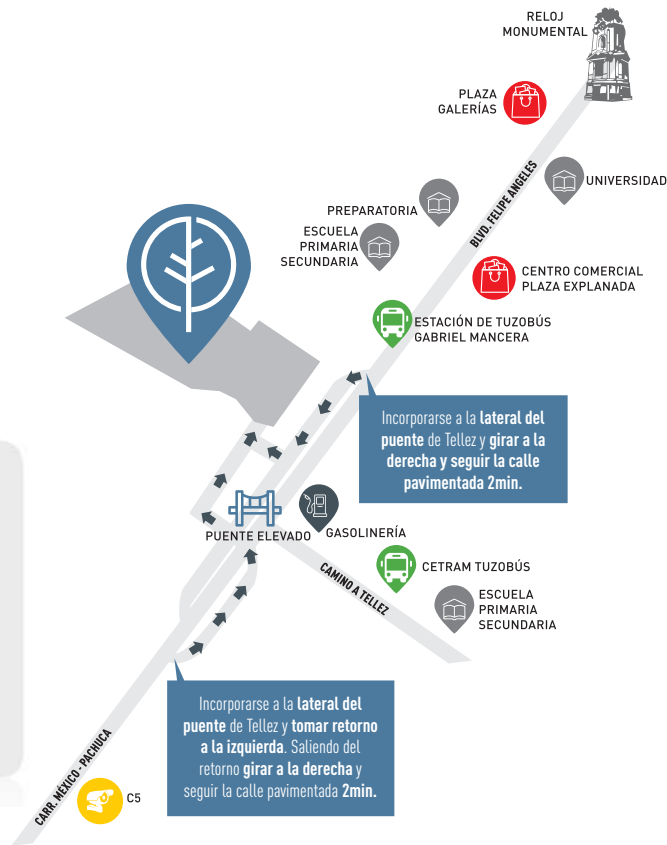 RELOJ
MONUMENTAL
PLAZA
GALERÍAS
UNIVERSIDAD
PREPARATORIA
BLVD. FELIPE ANGELES
ESCUELA
PRIMARIA
SECUNDARIA
CENTRO COMERCIAL
PLAZA EXPLANADA
ESTACIÓN DE TUZOBÚS
GABRIEL MANCERA
Incorporarse a la lateral del
puente de Tellez y girar a la
derecha y seguir la calle
pavimentada 2min.
PUENTE ELEVADO
GASOLINERÍA
CAMINO A TELLEZ
CETRAM TUZOBÚS
ESCUELA
PRIMARIA
SECUNDARIA
Incorporarse a la lateral del
puente de Tellez y tomar retorno
a la izquierda. Saliendo del
retorno girar a la derecha y
seguir la calle pavimentada 2min.
CARR. MÉXICO - PACHUCA
C5